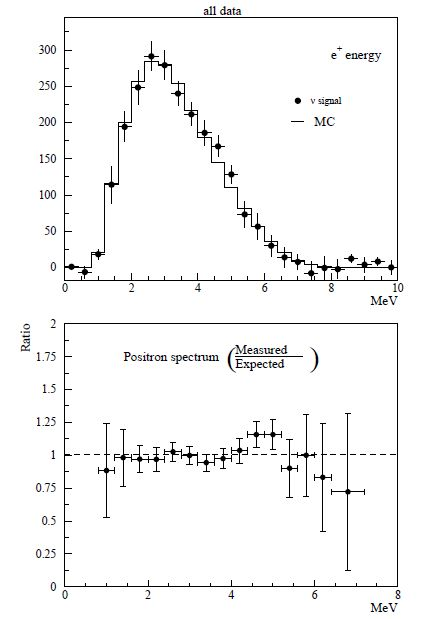 all data
e+ energy
ν signal
MC
300
250
200
150
100
50
0
0 2 4 6 8 10
MeV
Ratio
Positron spectrum (Measured
Expected)
2
1.75
1.5
1.25
1
0.75
0.5
0.25
0
0 2 4 6 8
MeV